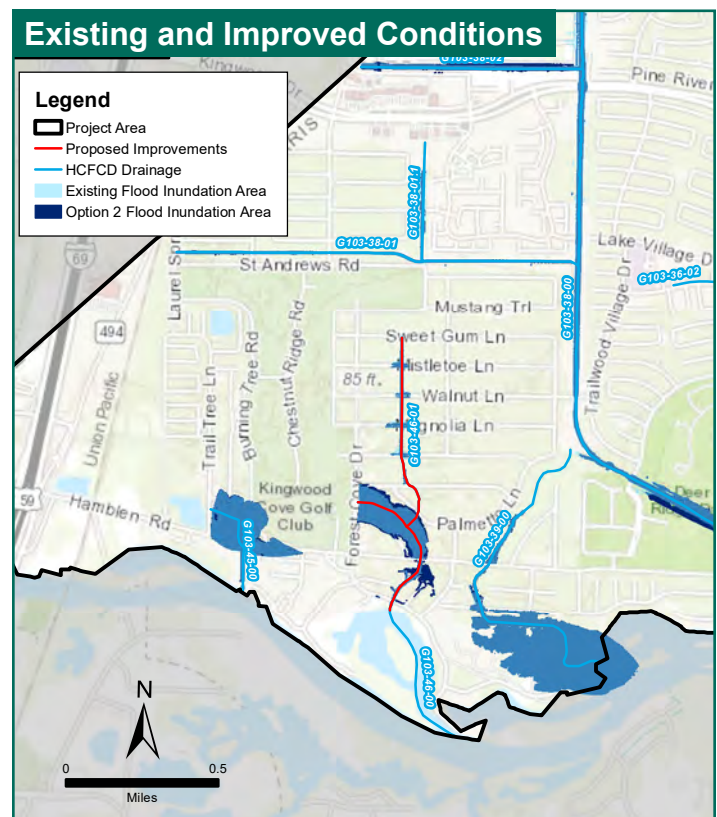 Existing and Improved Conditions
Legend
Project Area
Proposed Improvements
HCFCD Drainage
Existing Flood Inundation Area
Option 2 Flood Inundation Area
G103-38-02
Pine River
RIS
G103-38-01.1
69
G103-38-01
St Andrews Rd
Laurel Spr
Lake Village D
G103-36-02
G103-38-00
Trailwood Village Dr
Mustang Trl
494
Sweet Gum Ln
Mistletoe Ln
85 ft.
Walnut Ln
Magnolia Ln
G103-46-01
Chestnut Ridge Rd
Burning Tree Rd
Trail Tree Ln
Union Pacific
59
Hamblen Rd
Kingwood
Cove Golf
Club
Forest Cove Dr
Palmetto Ln
G103-39-00
Deer
G103-45-00
G103-46-00
N
0 0.5
Miles